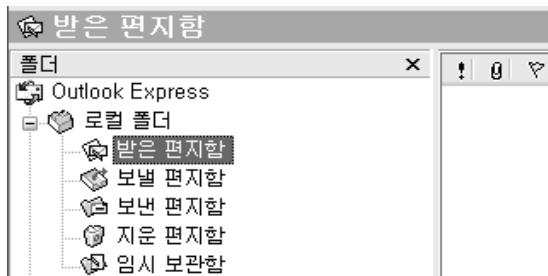 받은 편지함
폴더
Outlook Express
로컬 폴더
받은 편지함
보낼 편지함
보낸 편지함
지운 편지함
임시 보관함